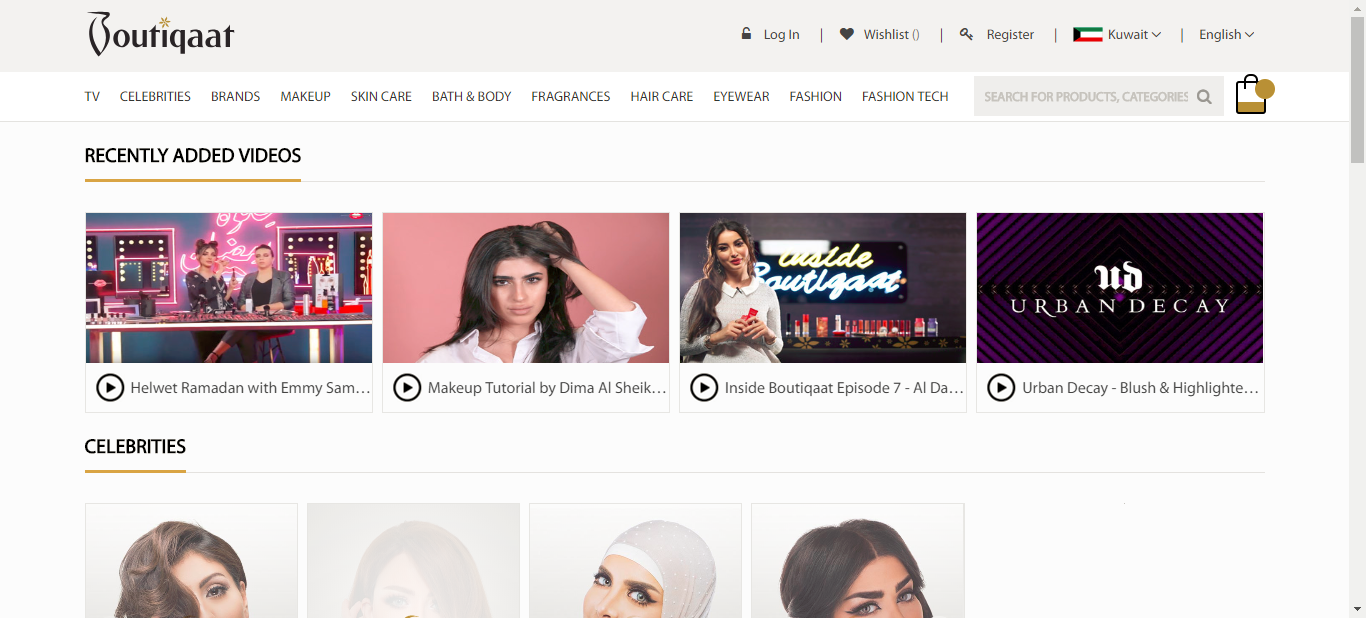 Boutiqaat
Log In | Wishlist () | Register | Kuwait | English
TV CELEBRITIES BRANDS MAKEUP SKIN CARE BATH & BODY FRAGRANCES HAIR CARE EYEWEAR FASHION FASHION TECH SEARCH FOR PRODUCTS, CATEGORIES
RECENTLY ADDED VIDEOS
inside
Boutiqaat
UD
URBAN DECAY
Helwet Ramadan with Emmy Sam...
Makeup Tutorial by Dima Al Sheik...
Inside Boutiqaat Episode 7 - Al Da...
Urban Decay - Blush & Highlighte...
CELEBRITIES